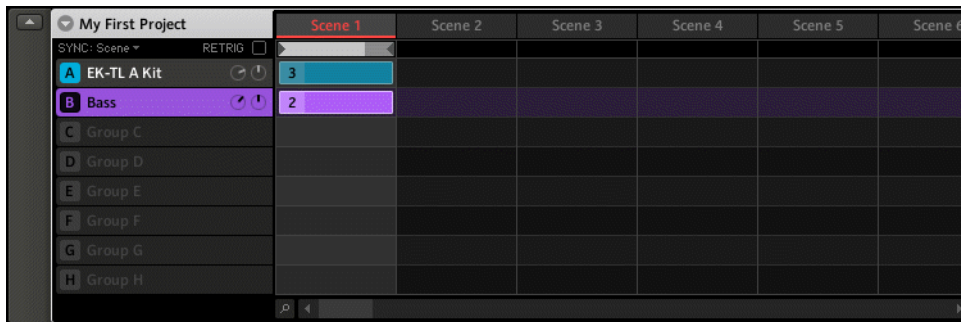 My First Project Scene 1 Scene 2 Scene 3 Scene 4 Scene 5 Scene 6
SYNC: Scene RETRIG
A EK-TL A Kit 3
B Bass 2
C Group C
D Group D
E Group E
F Group F
G Group G
H Group H